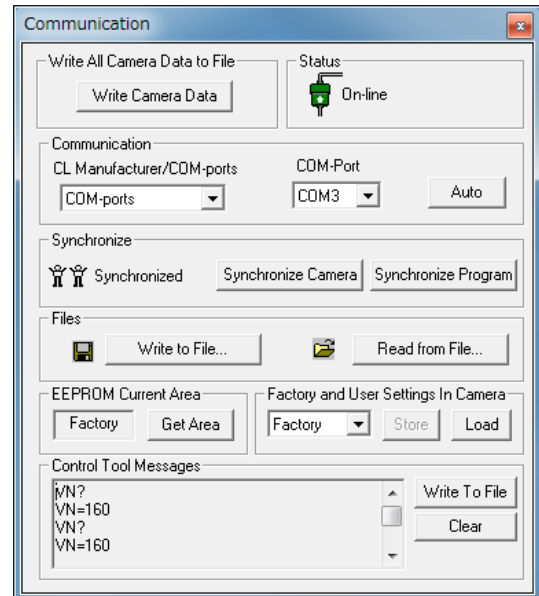 Communication
Write All Camera Data to File
Write Camera Data
Status
On-line
Communication
CL Manufacturer/COM-ports
COM-ports
COM-Port
COM3
Auto
Synchronize
Synchronized
Synchronize Camera
Synchronize Program
Files
Write to File...
Read from File...
EEPROM Current Area
Factory
Get Area
Factory and User Settings In Camera
Factory
Store
Load
Control Tool Messages
VN?
VN=160
VN?
VN=160
Write To File
Clear